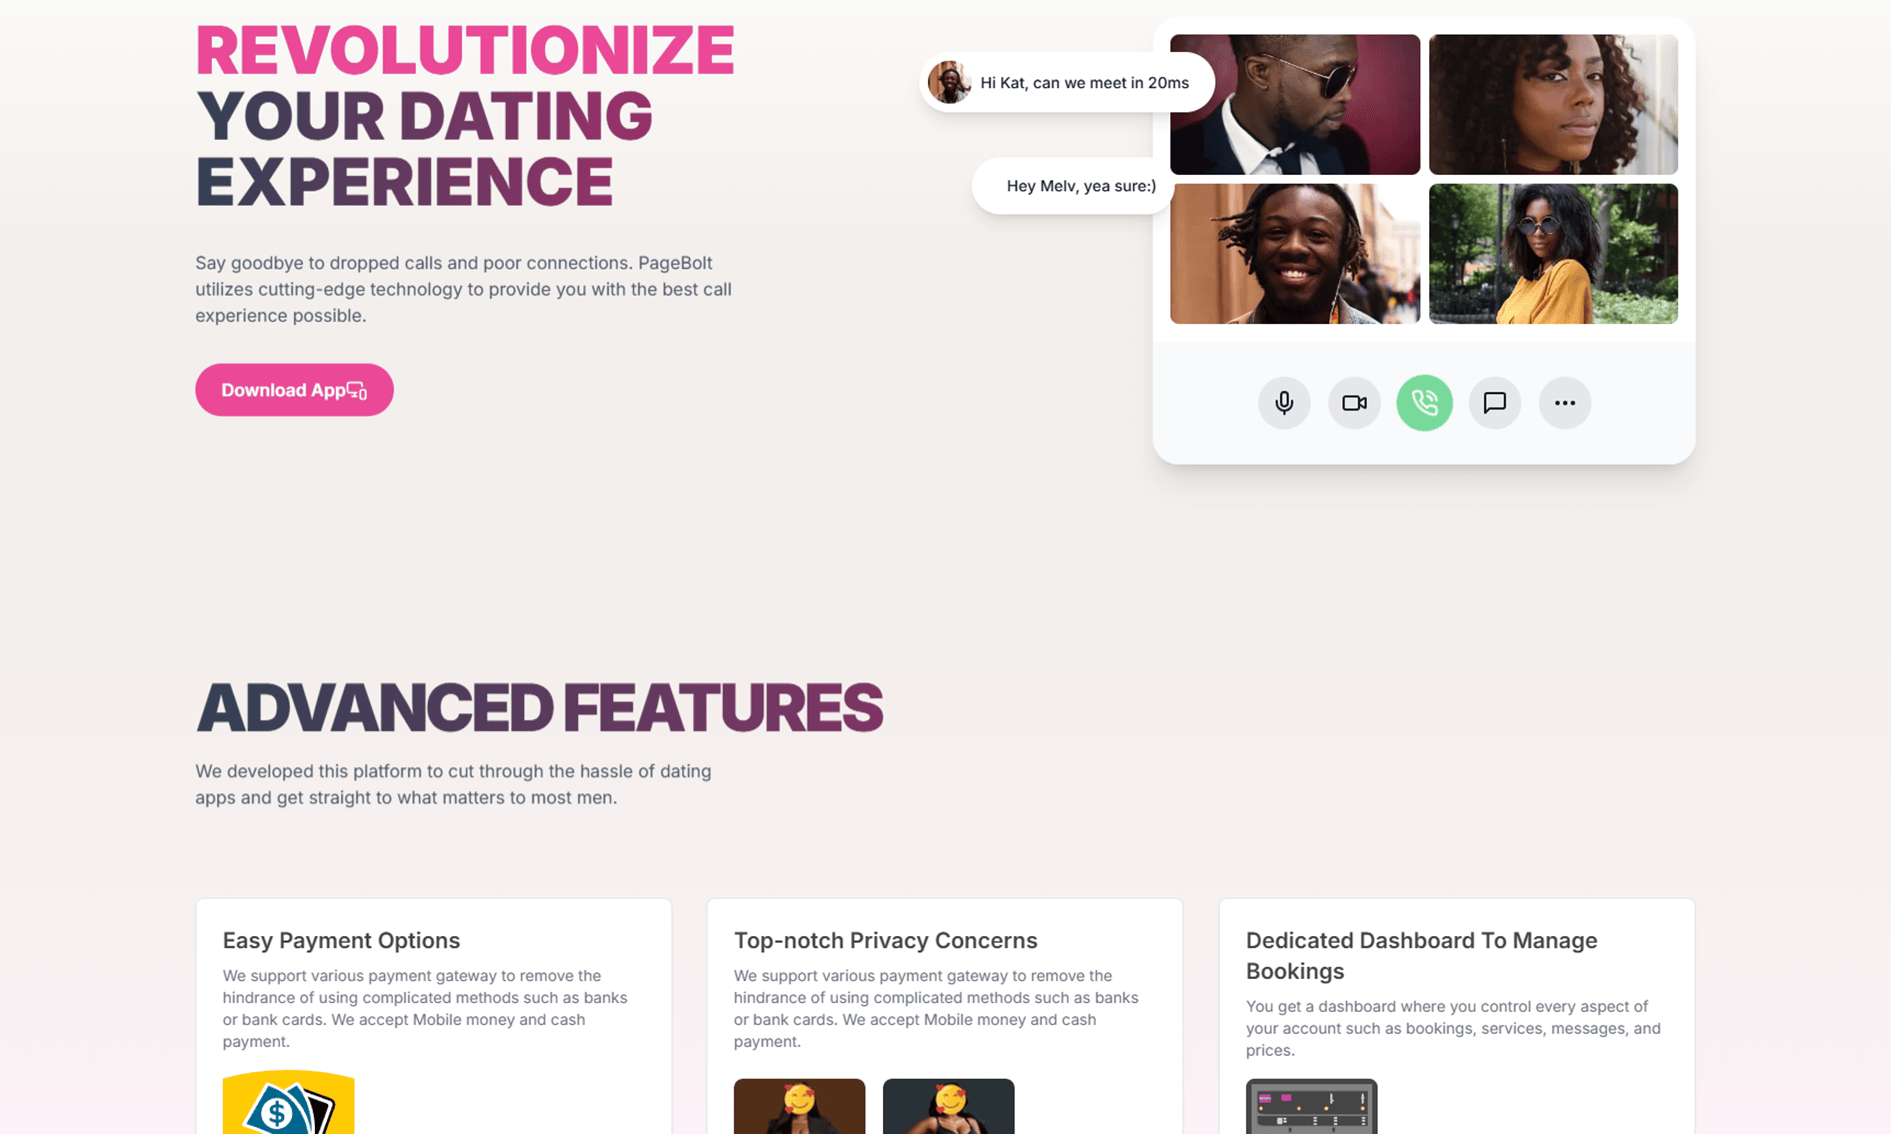 REVOLUTIONIZE
YOUR DATING
EXPERIENCE
Say goodbye to dropped calls and poor connections. PageBolt
utilizes cutting-edge technology to provide you with the best call
experience possible.
Download App
Hi Kat, can we meet in 20ms
Hey Melv, yea sure:)
ADVANCED FEATURES
We developed this platform to cut through the hassle of dating
apps and get straight to what matters to most men.
Easy Payment Options
We support various payment gateway to remove the
hindrance of using complicated methods such as banks
or bank cards. We accept Mobile money and cash
payment.
$
Top-notch Privacy Concerns
We support various payment gateway to remove the
hindrance of using complicated methods such as banks
or bank cards. We accept Mobile money and cash
payment.
Dedicated Dashboard To Manage
Bookings
You get a dashboard where you control every aspect of
your account such as bookings, services, messages, and
prices.